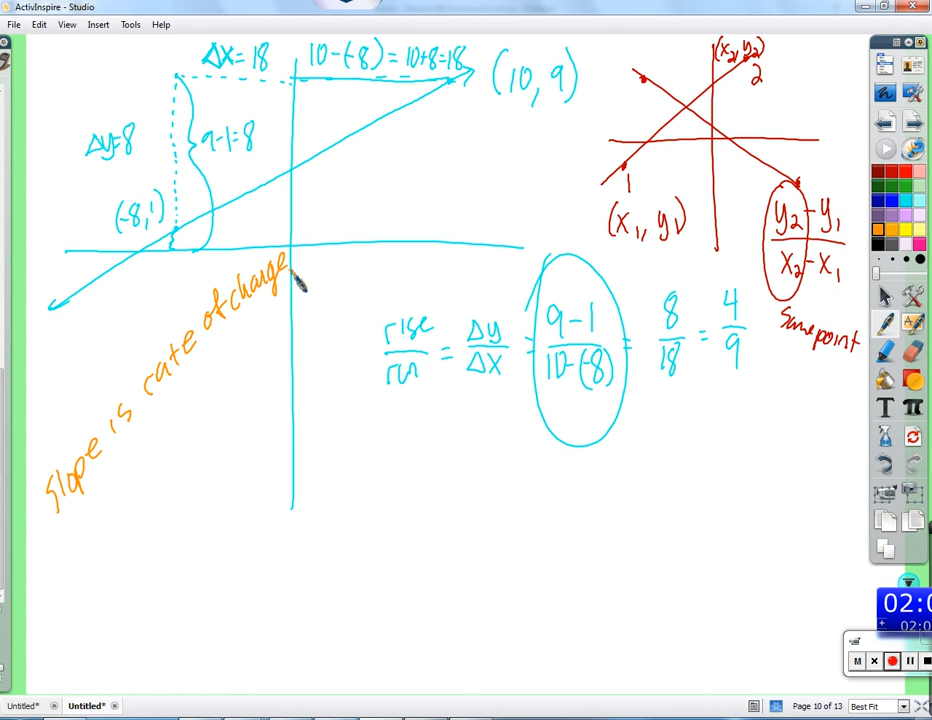 ActivInspire - Studio
File Edit View Insert Tools Help
Δx = 18
10-(-8) = 10+8=18
(10, 9)
Δy=8
9-1=8
(-8,1)
(x2, y2)
2
1
(x1, y1)
y2-y1
x2-x1
Same point
Slope is rate of change
rise
run
=
Δy
Δx
=
9-1
10-(-8)
=
8
18
=
4
9
02:0
02:0
M
Untitled*
Untitled*
Page 10 of 13
Best Fit